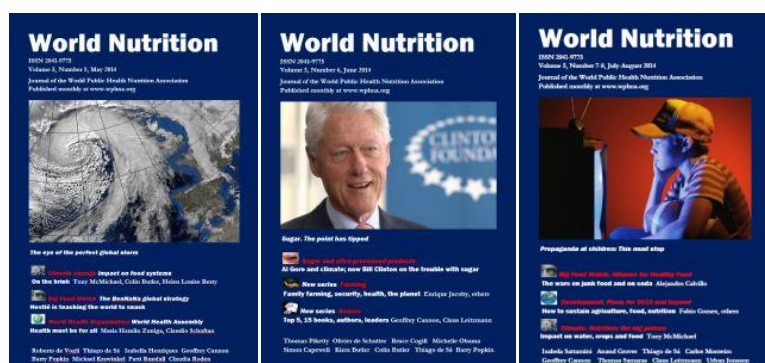 World Nutrition
ISSN 2041-9775
Volume 5, Number 5, May 2014
Journal of the World Public Health Nutrition Association
Published monthly at www.wphna.org
The eye of the perfect global storm
Climate change Impact on food systems
On the brink Tony McMichael, Colin Butler, Helen Louise Berry
Big Food Watch The BesNaNa global strategy
Nestlé is teaching the world to snack
World Health Organization World Health Assembly
Health must be for all María Hamlin Zuniga, Claudio Schuftan
Roberto de Vogli Thiago de Sé Isabella Henriques Geoffrey Cannon
Barry Popkin Michael Krawinkel Patti Rundall Claudia Roden
World Nutrition
ISSN 2041-9775
Volume 5, Number 6, June 2014
Journal of the World Public Health Nutrition Association
Published monthly at www.wphna.org
CLINTON
FOUNDATION
Sugar. The point has tipped
Sugar and ultra-processed products
Al Gore and climate; now Bill Clinton on the trouble with sugar
New series Farming
Family farming, security, health, the planet Enrique Jacoby, others
New series
Top 5, 15 books, authors, leaders Geoffrey Cannon, Claus Leitzmann
Thomas Piketty Olivier de Schutter Bruce Cogill Michelle Obama
Simon Capewell Kiera Butler Colin Butler Thiago de Sé Barry Popkin
World Nutrition
ISSN 2041-9775
Volume 5, Number 7-8, July-August 2014
Journal of the World Public Health Nutrition Association
Published monthly at www.wphna.org
Propaganda at children: This must stop
Big Food Watch. Alliance for Healthy Food
The wars on junk food and on soda Alejandro Calvillo
Development. Plans for 2015 and beyond
How to sustain agriculture, food, nutrition Fabio Gomes, others
Climate. Nutrition: the big picture
Impact on water, crops and food Tony McMichael
Isabela Sattamini Anand Grover Thiago de Sá Carlos Monteiro
Geoffrey Cannon Thomas Samaras Claus Leitzmann Urban Jonsson